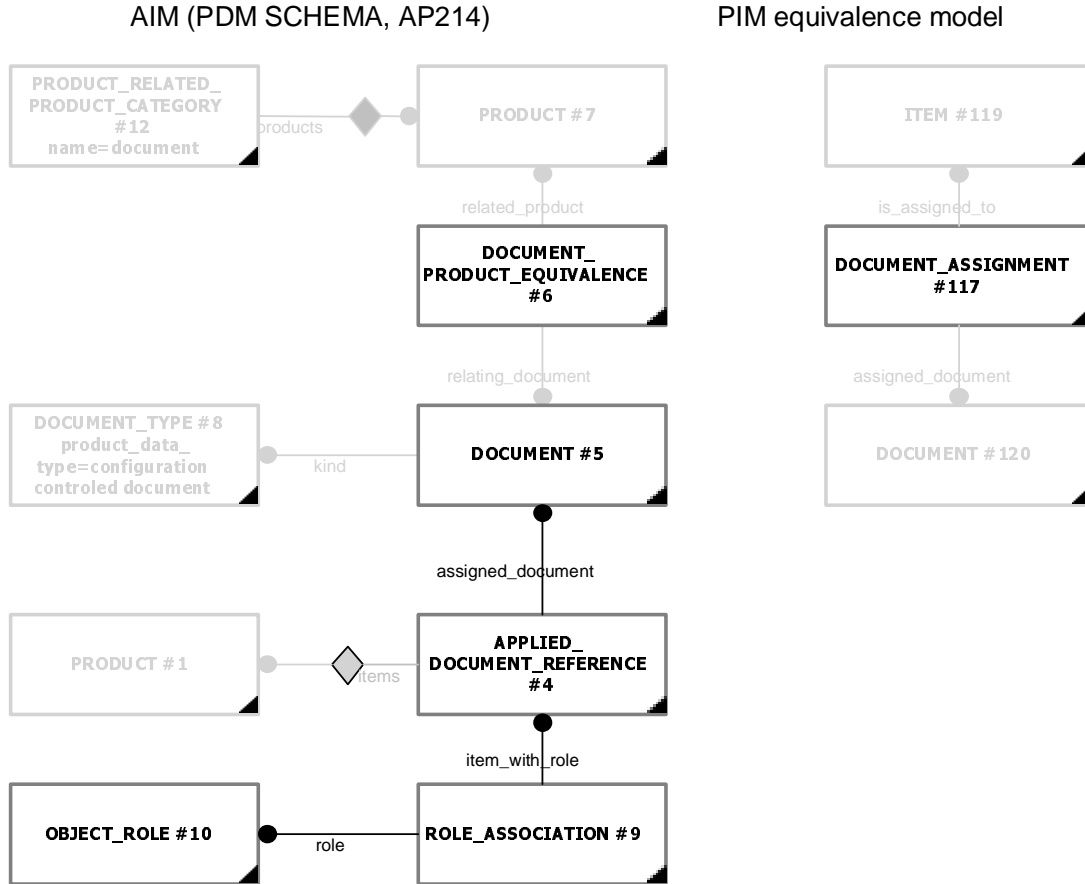 AIM (PDM SCHEMA, AP214)
PIM equivalence model
PRODUCT_RELATED_
PRODUCT_CATEGORY
#12
name=document
products
PRODUCT #7
ITEM #119
related_product
is_assigned_to
DOCUMENT_
PRODUCT_EQUIVALENCE
#6
DOCUMENT_ASSIGNMENT
#117
relating_document
assigned_document
DOCUMENT_TYPE #8
product_data_
type=configuration
controled document
kind
DOCUMENT #5
DOCUMENT #120
assigned_document
PRODUCT #1
items
APPLIED_
DOCUMENT_REFERENCE
#4
item_with_role
OBJECT_ROLE #10
role
ROLE_ASSOCIATION #9